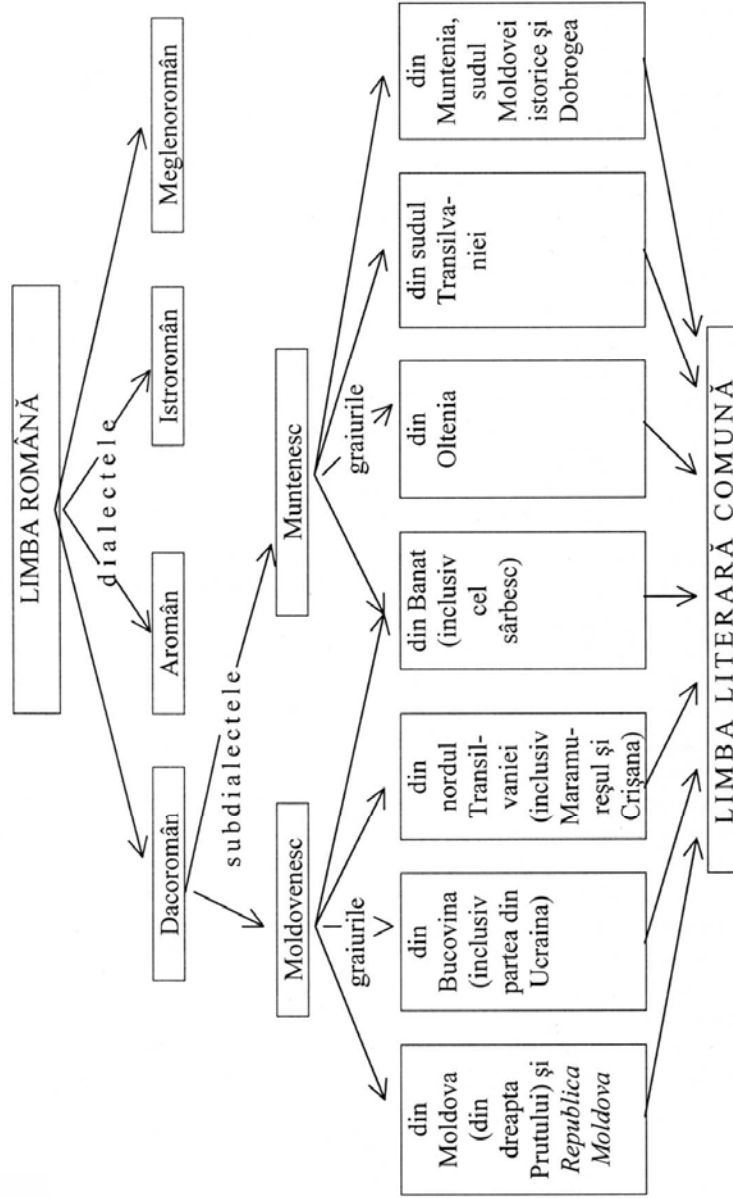 LIMBA ROMÂNĂ
dialectele
Dacoromân
Aromân
Istroromân
Meglenoromân
subdialectele
Moldovenesc
Muntenesc
graiurile
graiurile
din
Moldova
(din
dreapta
Prutului) şi
Republica
Moldova
din
Bucovina
(inclusiv
partea din
Ucraina)
din
nordul
Transil-
vaniei
(inclusiv
Maramu-
reşul şi
Crişana)
din Banat
(inclusiv
cel
sârbesc)
din
Oltenia
din sudul
Transilva-
niei
din
Muntenia,
sudul
Moldovei
istorice şi
Dobrogea
LIMBA LITERARĂ COMUNĂ